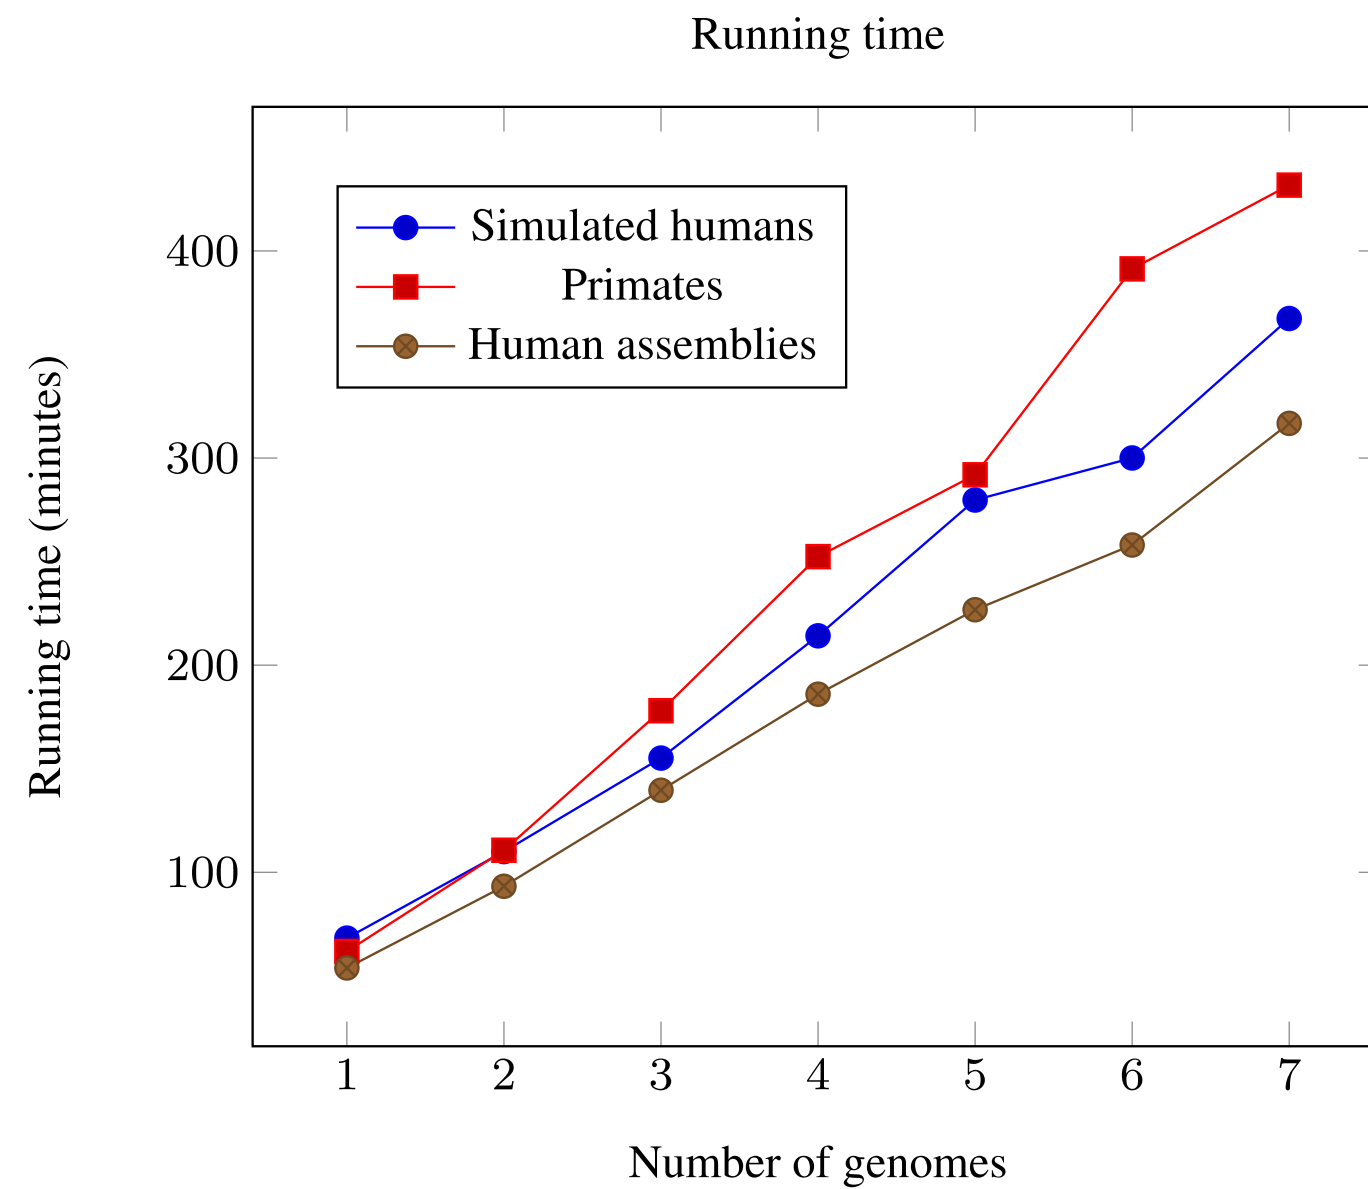 Running time
Simulated humans
Primates
Human assemblies
400
300
200
100
Running time (minutes)
1 2 3 4 5 6 7
Number of genomes